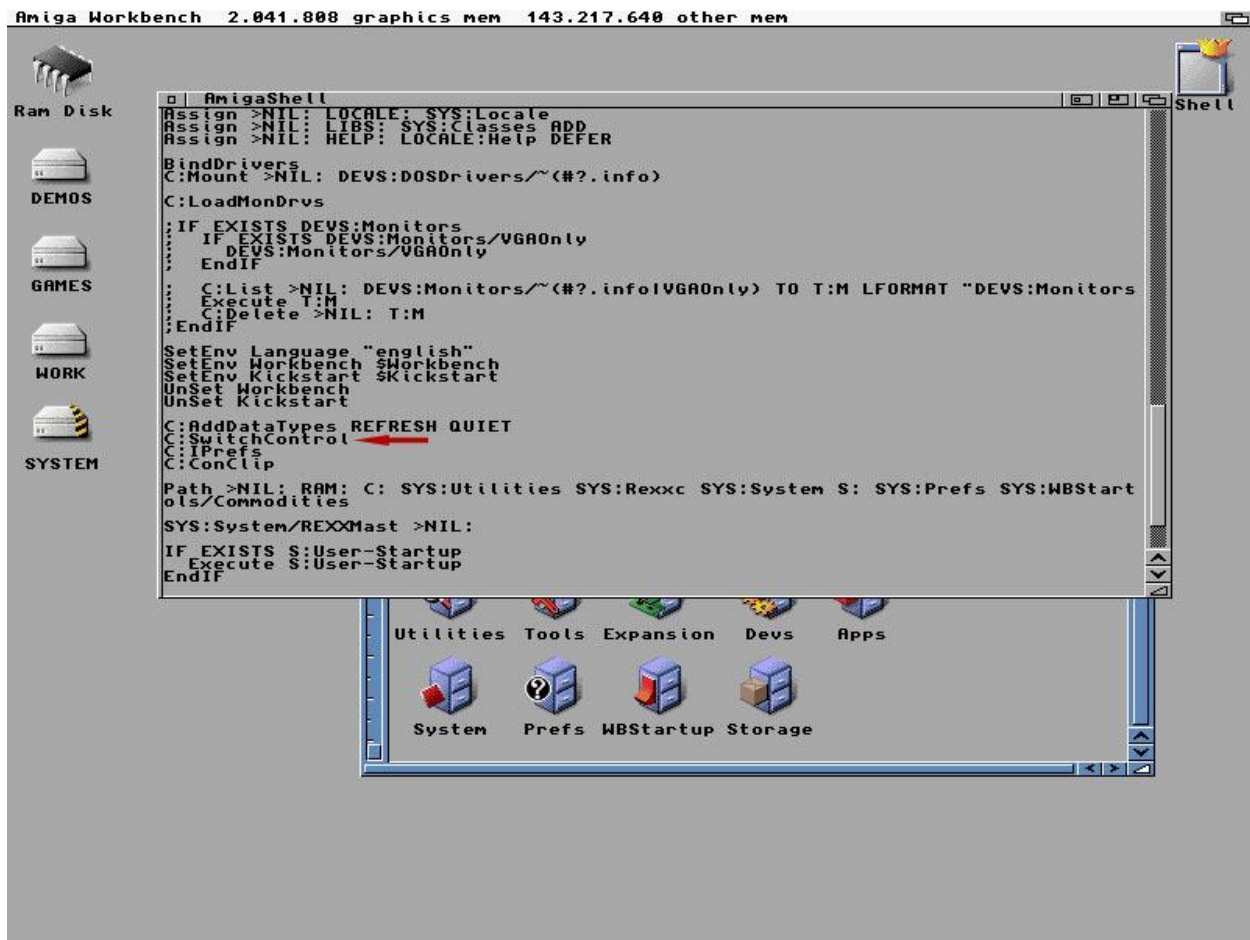 Amiga Workbench 2.041.808 graphics mem 143.217.640 other mem
Ram Disk
DEMOS
GAMES
WORK
SYSTEM
Shell
AmigaShell
Assign >NIL: LOCALE: SYS:Locale
Assign >NIL: LIBS: SYS:Classes ADD
Assign >NIL: HELP: LOCALE:Help DEFER
BindDrivers
C:Mount >NIL: DEVS:DOSDrivers/~(#?.info)
C:LoadMonDrvs
;IF EXISTS DEVS:Monitors
;  IF EXISTS DEVS:Monitors/VGAOnly
;    DEVS:Monitors/VGAOnly
;  EndIF
;  C:List >NIL: DEVS:Monitors/~(#?.info|VGAOnly) TO T:M LFORMAT "DEVS:Monitors
;  Execute T:M
;  C:Delete >NIL: T:M
;EndIF
SetEnv Language "english"
SetEnv Workbench $Workbench
SetEnv Kickstart $Kickstart
UnSet Workbench
UnSet Kickstart
C:AddDataTypes REFRESH QUIET
C:SwitchControl
C:IPrefs
C:ConClip
Path >NIL: RAM: C: SYS:Utilities SYS:Rexxc SYS:System S: SYS:Prefs SYS:WBStart
ols/Commodities
SYS:System/REXXMast >NIL:
IF EXISTS S:User-Startup
  Execute S:User-Startup
EndIF
Utilities Tools Expansion Devs Apps
System Prefs WBStartup Storage